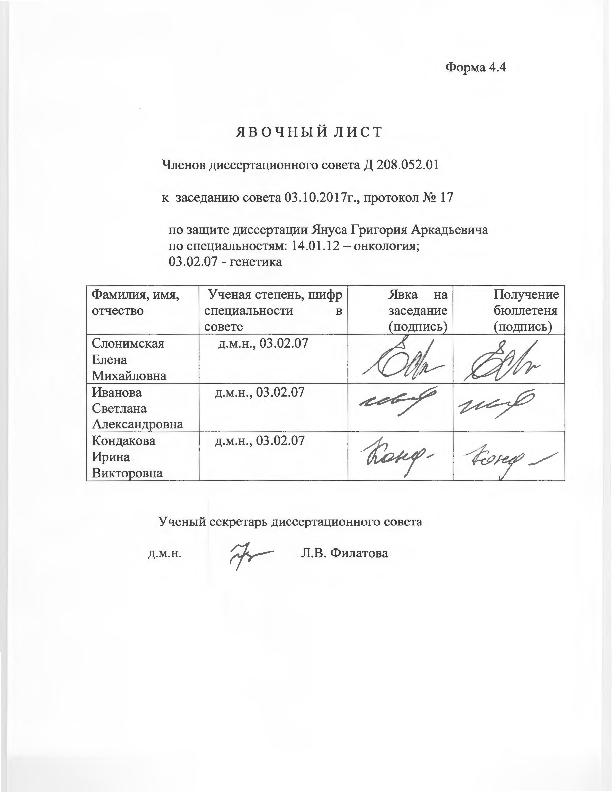 Форма 4.4
ЯВОЧНЫЙ ЛИСТ
Членов диссертационного совета Д 208.052.01
к заседанию совета 03.10.2017г., протокол № 17
по защите диссертации Януса Григория Аркадьевича
по специальностям: 14.01.12 – онкология;
03.02.07 - генетика
Фамилия, имя, отчество
Ученая степень, шифр специальности в совете
Явка на заседание (подпись)
Получение бюллетеня (подпись)
Слонимская Елена Михайловна
д.м.н., 03.02.07
Иванова Светлана Александровна
д.м.н., 03.02.07
Кондакова Ирина Викторовна
д.м.н., 03.02.07
Конд
Конд
Ученый секретарь диссертационного совета
д.м.н. Л.В. Филатова